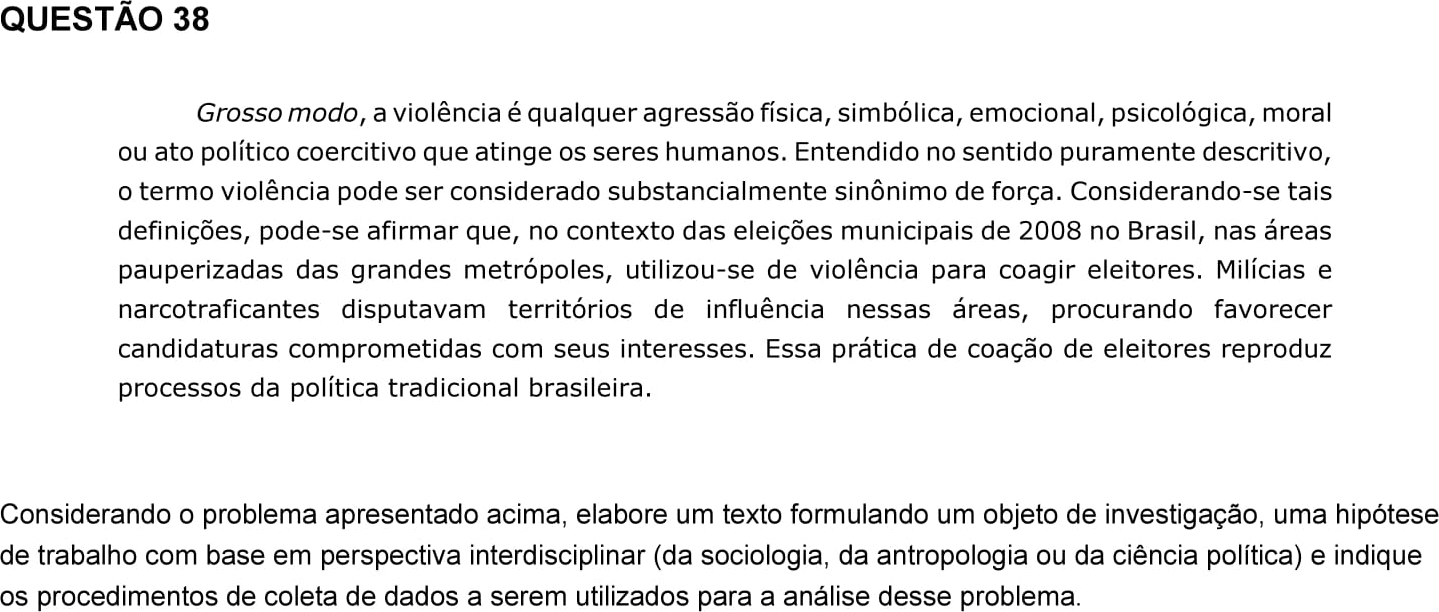 QUESTÃO 38
Grosso modo, a violência é qualquer agressão física, simbólica, emocional, psicológica, moral
ou ato político coercitivo que atinge os seres humanos. Entendido no sentido puramente descritivo,
o termo violência pode ser considerado substancialmente sinônimo de força. Considerando-se tais
definições, pode-se afirmar que, no contexto das eleições municipais de 2008 no Brasil, nas áreas
pauperizadas das grandes metrópoles, utilizou-se de violência para coagir eleitores. Milícias e
narcotraficantes disputavam territórios de influência nessas áreas, procurando favorecer
candidaturas comprometidas com seus interesses. Essa prática de coação de eleitores reproduz
processos da política tradicional brasileira.
Considerando o problema apresentado acima, elabore um texto formulando um objeto de investigação, uma hipótese
de trabalho com base em perspectiva interdisciplinar (da sociologia, da antropologia ou da ciência política) e indique
os procedimentos de coleta de dados a serem utilizados para a análise desse problema.